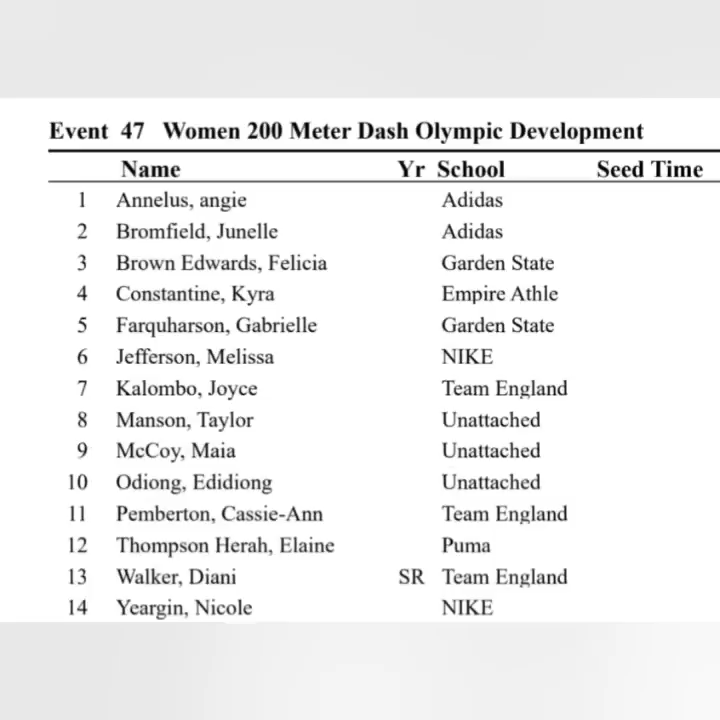 Event 47 Women 200 Meter Dash Olympic Development
Name Yr School Seed Time
1 Annelus, angie Adidas
2 Bromfield, Junelle Adidas
3 Brown Edwards, Felicia Garden State
4 Constantine, Kyra Empire Athle
5 Farquharson, Gabrielle Garden State
6 Jefferson, Melissa NIKE
7 Kalombo, Joyce Team England
8 Manson, Taylor Unattached
9 McCoy, Maia Unattached
10 Odiong, Edidiong Unattached
11 Pemberton, Cassie-Ann Team England
12 Thompson Herah, Elaine Puma
13 Walker, Diani SR Team England
14 Yeargin, Nicole NIKE